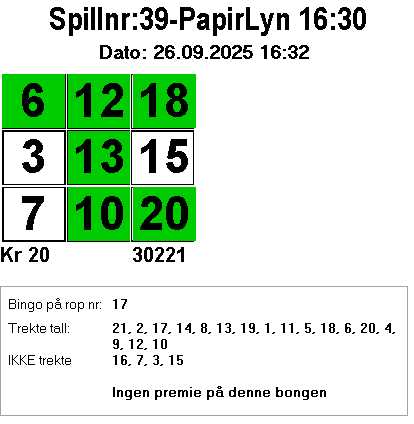 Spillnr:39-PapirLyn 16:30
Dato: 26.09.2025 16:32
6 12 18
3 13 15
7 10 20
Kr 20 30221
Bingo på rop nr: 17
Trekte tall: 21, 2, 17, 14, 8, 13, 19, 1, 11, 5, 18, 6, 20, 4,
9, 12, 10
IKKE trekte 16, 7, 3, 15
Ingen premie på denne bongen